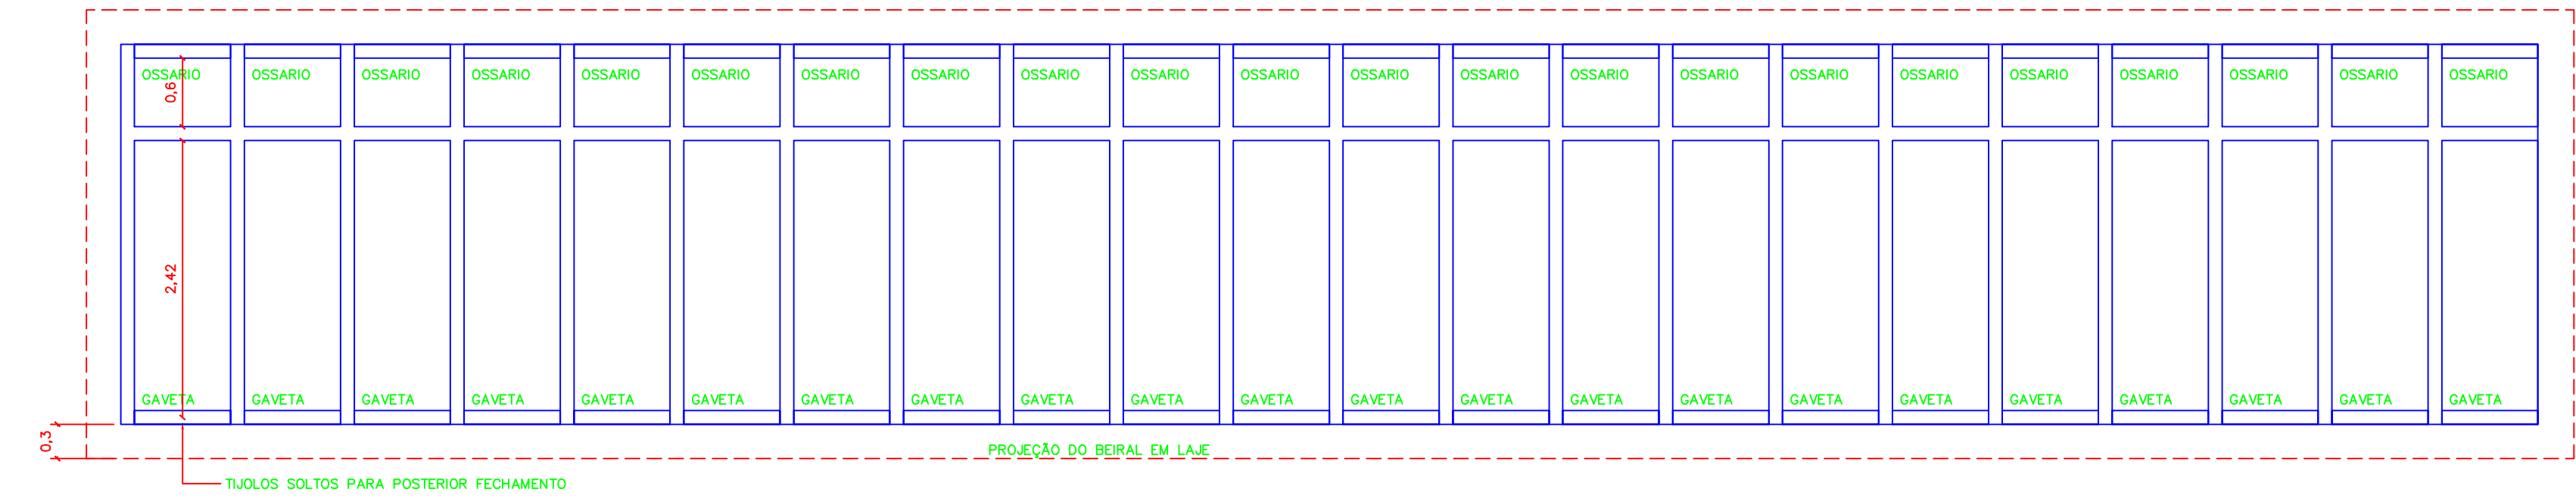 OSSARIO OSSARIO OSSARIO OSSARIO OSSARIO OSSARIO OSSARIO OSSARIO OSSARIO OSSARIO OSSARIO OSSARIO OSSARIO OSSARIO OSSARIO OSSARIO OSSARIO OSSARIO OSSARIO OSSARIO OSSARIO OSSARIO
0,6
2,42
GAVETA GAVETA GAVETA GAVETA GAVETA GAVETA GAVETA GAVETA GAVETA GAVETA GAVETA GAVETA GAVETA GAVETA GAVETA GAVETA GAVETA GAVETA GAVETA GAVETA GAVETA GAVETA
0,3
PROJEÇÃO DO BEIRAL EM LAJE
TIJOLOS SOLTOS PARA POSTERIOR FECHAMENTO